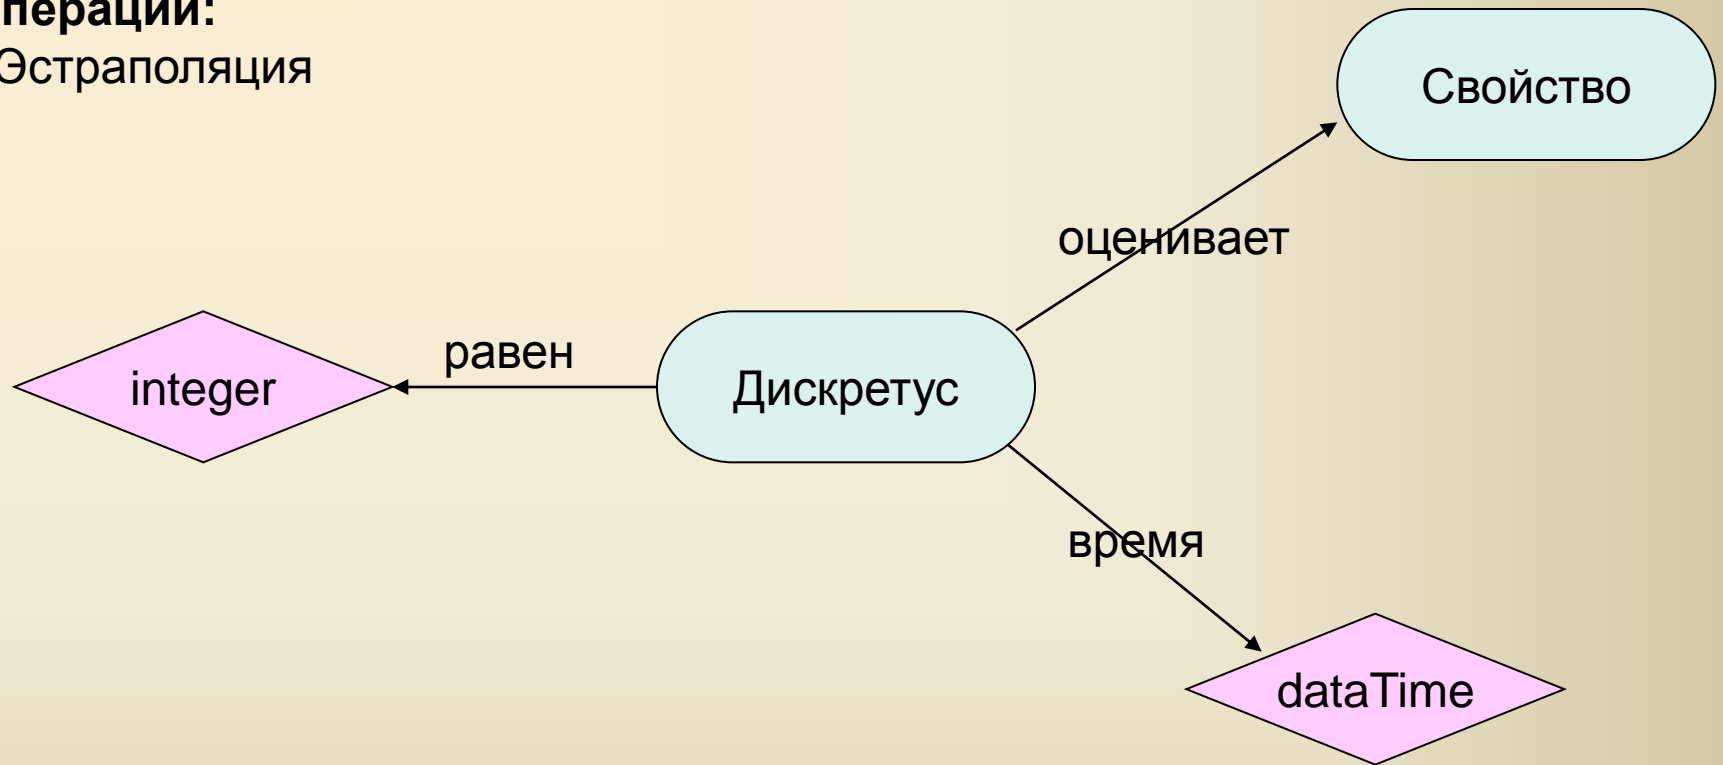 перации:
Эстраполяция
Свойство
оценивает
равен
integer
Дискретус
время
dataTime